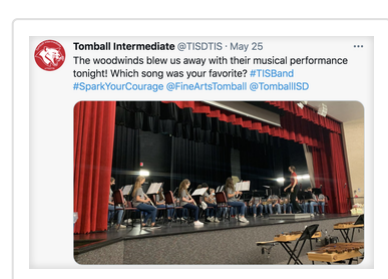 Tomball Intermediate @TISDTIS · May 25 ...
The woodwinds blew us away with their musical performance
tonight! Which song was your favorite? #TISBand
#SparkYourCourage @FineArtsTomball @TomballISD